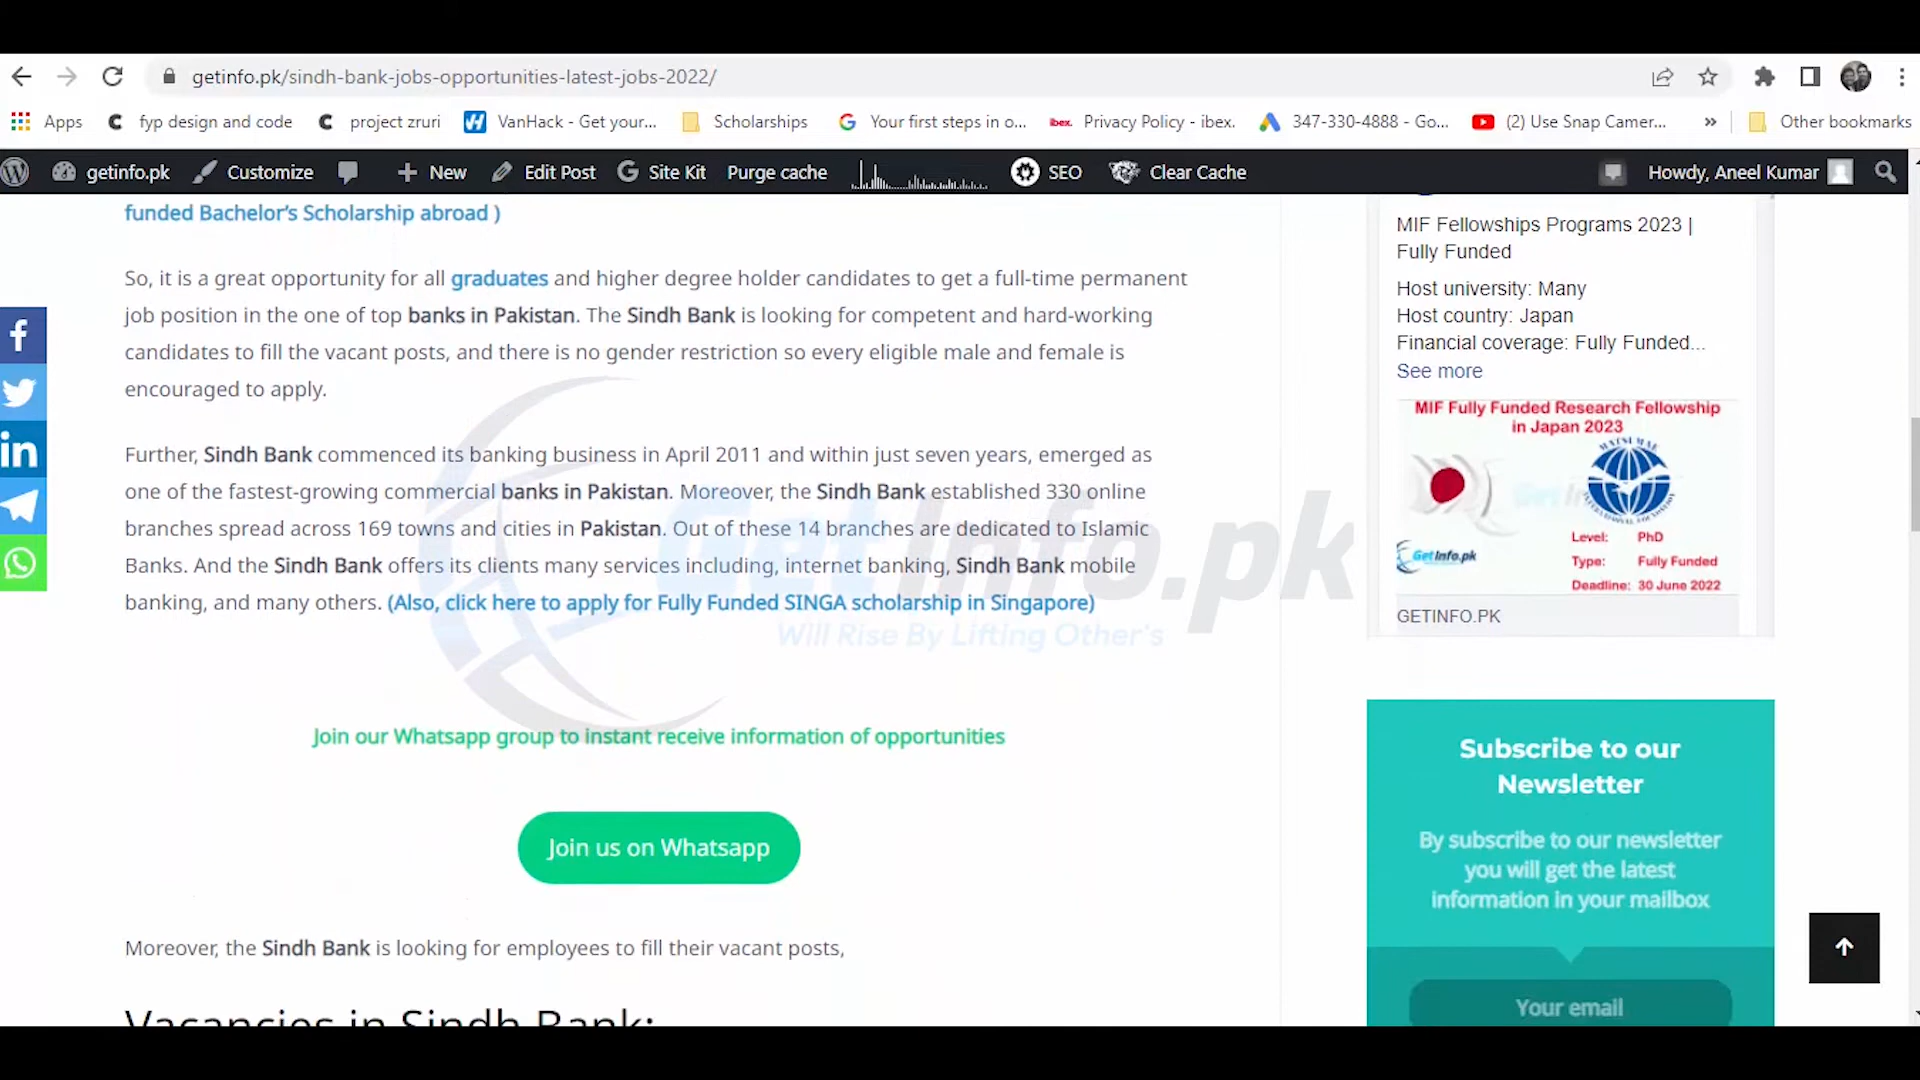 getinfo.pk/sindh-bank-jobs-opportunities-latest-jobs-2022/
Apps fyp design and code project zruri VanHack - Get your... Scholarships Your first steps in o... ibex. Privacy Policy - ibex. 347-330-4888 - Go... (2) Use Snap Camer... » Other bookmarks
getinfo.pk Customize New Edit Post Site Kit Purge cache SEO Clear Cache Howdy, Aneel Kumar
funded Bachelor's Scholarship abroad )
So, it is a great opportunity for all graduates and higher degree holder candidates to get a full-time permanent
job position in the one of top banks in Pakistan. The Sindh Bank is looking for competent and hard-working
candidates to fill the vacant posts, and there is no gender restriction so every eligible male and female is
encouraged to apply.
Further, Sindh Bank commenced its banking business in April 2011 and within just seven years, emerged as
one of the fastest-growing commercial banks in Pakistan. Moreover, the Sindh Bank established 330 online
branches spread across 169 towns and cities in Pakistan. Out of these 14 branches are dedicated to Islamic
Banks. And the Sindh Bank offers its clients many services including, internet banking, Sindh Bank mobile
banking, and many others. (Also, click here to apply for Fully Funded SINGA scholarship in Singapore)
GetInfo.pk
Will Rise By Lifting Other's
Join our Whatsapp group to instant receive information of opportunities
Join us on Whatsapp
Moreover, the Sindh Bank is looking for employees to fill their vacant posts,
Vacancies in Sindh Bank:
MIF Fellowships Programs 2023 |
Fully Funded
Host university: Many
Host country: Japan
Financial coverage: Fully Funded...
See more
MIF Fully Funded Research Fellowship
in Japan 2023
Level: PhD
GetInfo.pk
Type: Fully Funded
Deadline: 30 June 2022
GETINFO.PK
Subscribe to our
Newsletter
By subscribe to our newsletter
you will get the latest
information in your mailbox
Your email